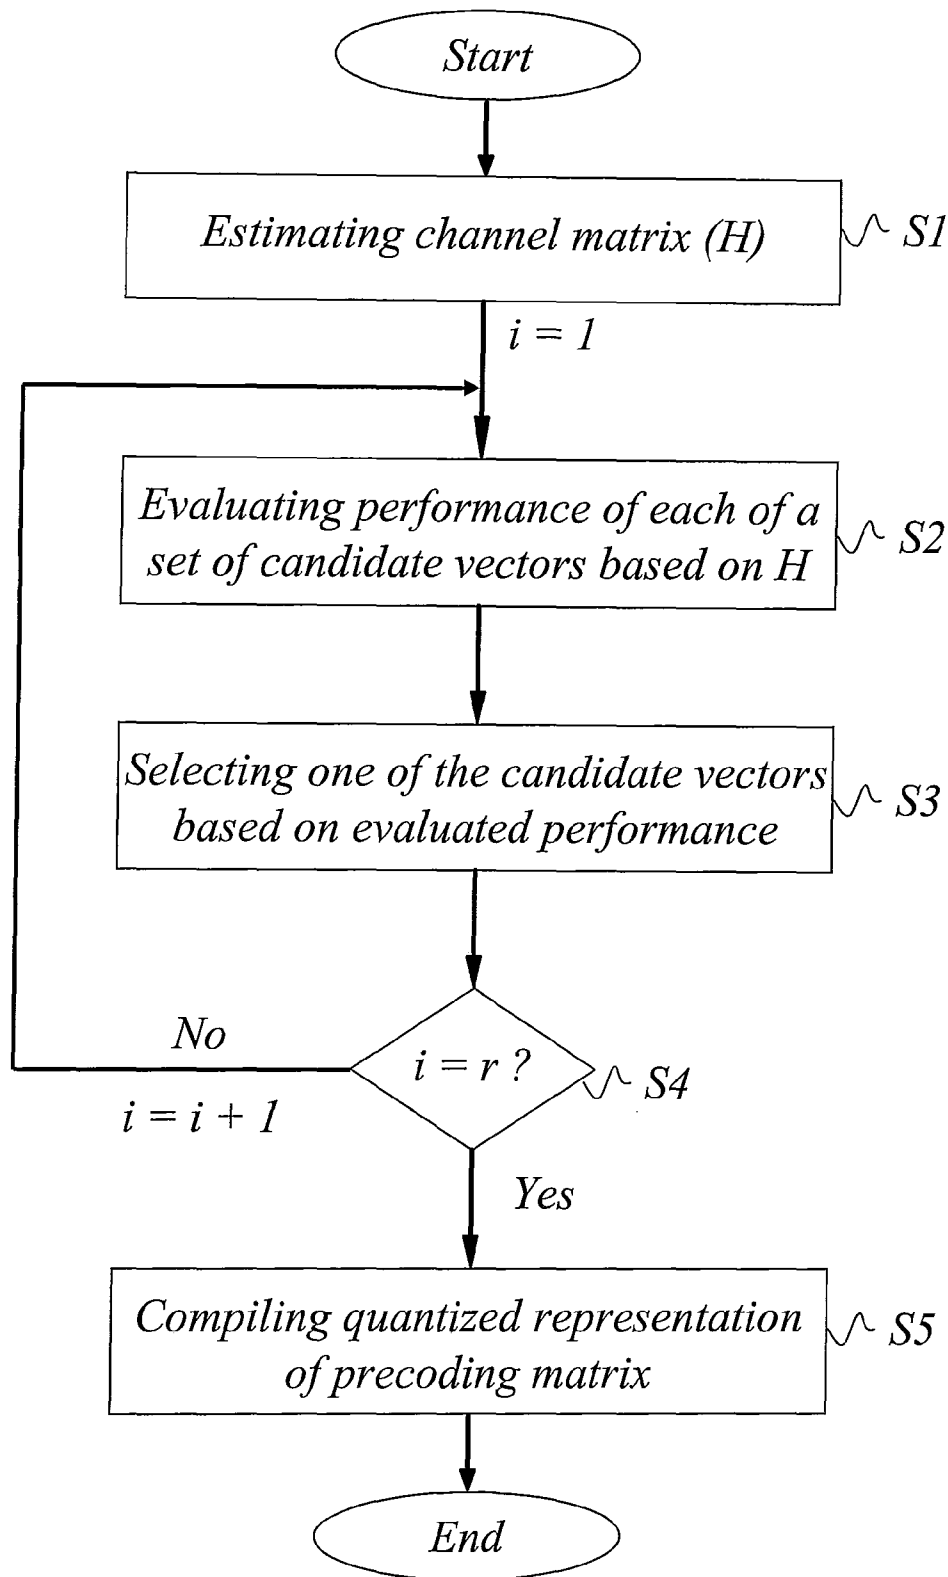 Start
Estimating channel matrix (H)
S1
i = 1
Evaluating performance of each of a
set of candidate vectors based on H
S2
Selecting one of the candidate vectors
based on evaluated performance
S3
No
i = r ?
S4
i = i + 1
Yes
Compiling quantized representation
of precoding matrix
S5
End